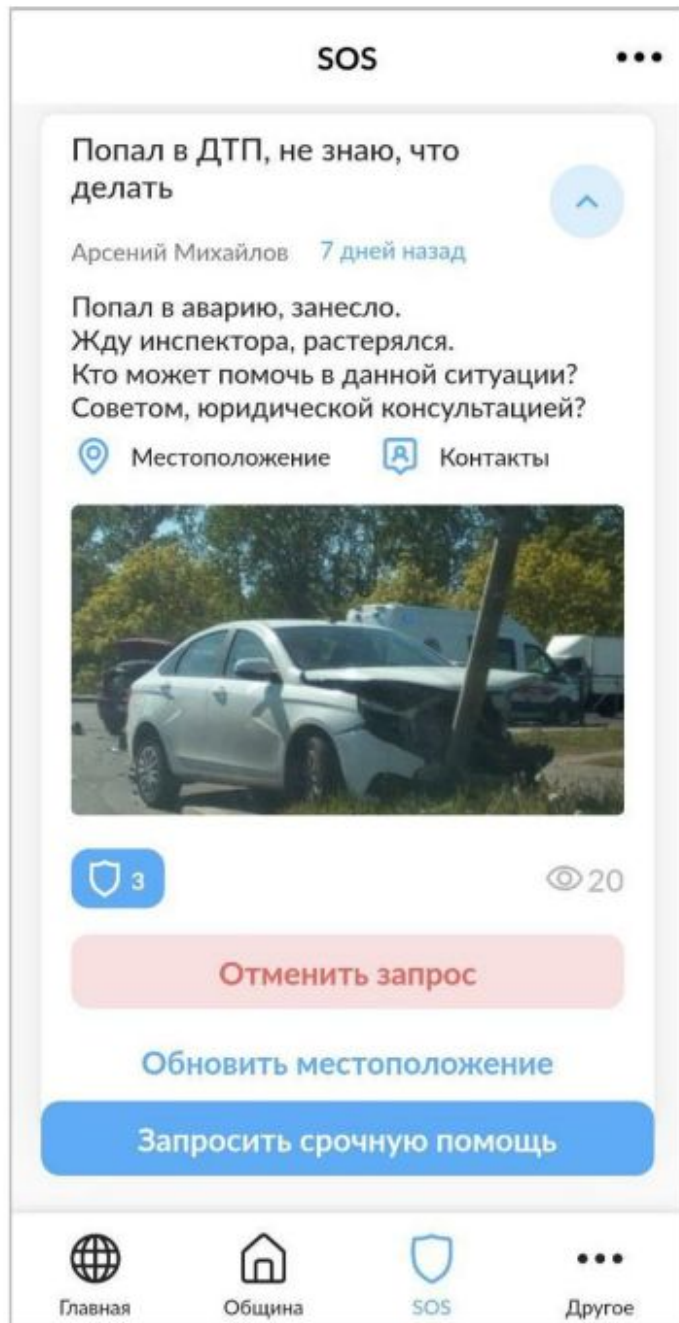 SOS
Попал в ДТП, не знаю, что
делать
Арсений Михайлов 7 дней назад
Попал в аварию, занесло.
Жду инспектора, растерялся.
Кто может помочь в данной ситуации?
Советом, юридической консультацией?
Местоположение Контакты
3 20
Отменить запрос
Обновить местоположение
Запросить срочную помощь
Главная Община SOS Другое